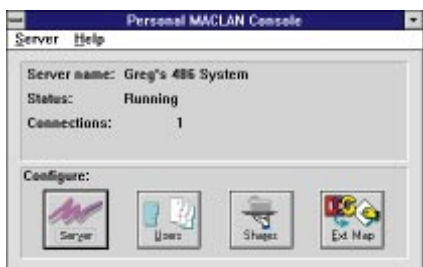 Personal MACLAN Console
Server Help
Server name: Greg's 486 System
Status: Running
Connections: 1
Configure:
Server Users Shares Ext Map